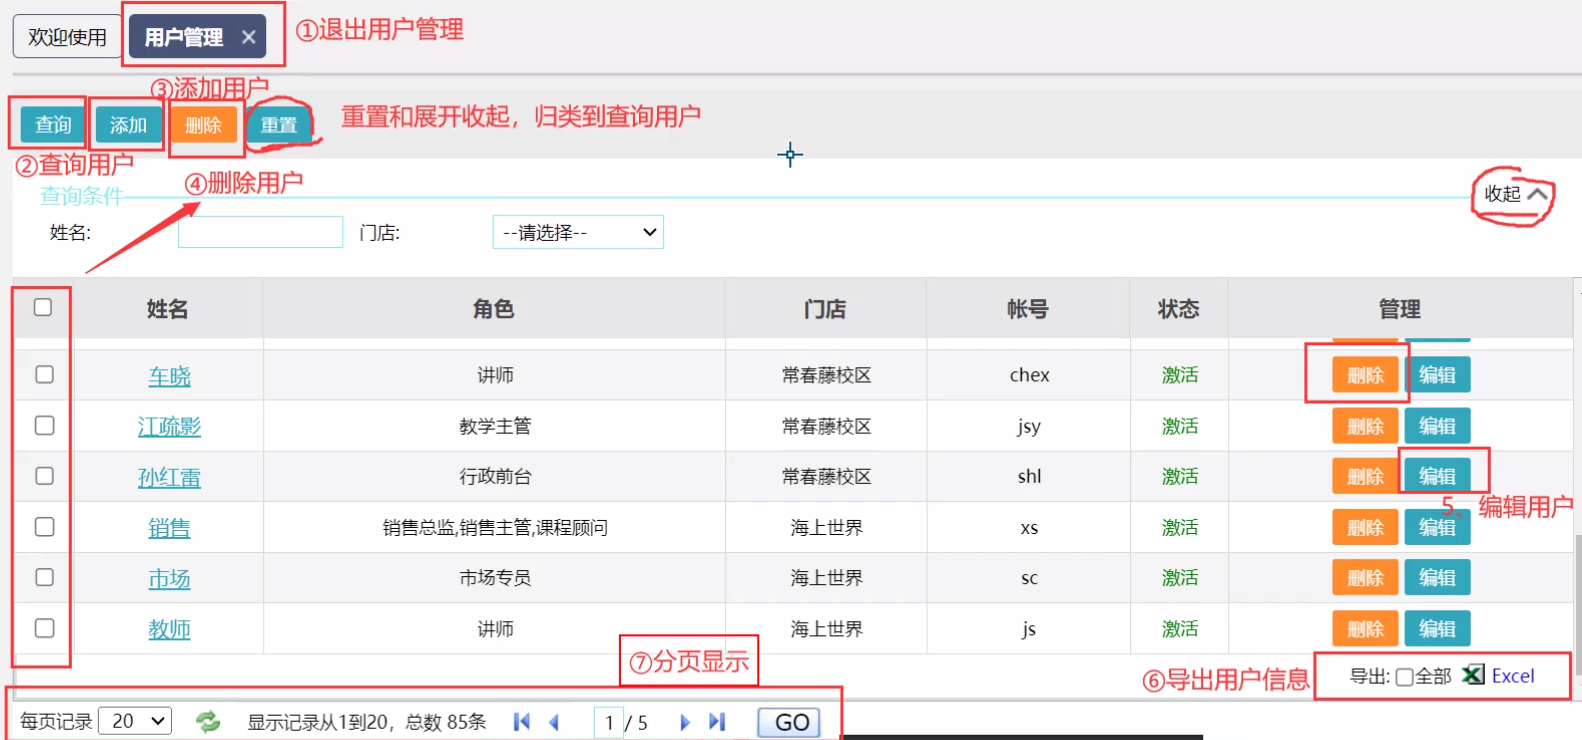 欢迎使用 用户管理 ①退出用户管理
③添加用户
查询 添加 删除 重置 重置和展开收起，归类到查询用户
②查询用户
④删除用户
查询条件 收起
姓名: 门店: --请选择--
姓名 角色 门店 帐号 状态 管理
车晓 讲师 常春藤校区 chex 激活 删除 编辑
江疏影 教学主管 常春藤校区 jsy 激活 删除 编辑
孙红雷 行政前台 常春藤校区 shl 激活 删除 编辑
5、编辑用户
销售 销售总监,销售主管,课程顾问 海上世界 xs 激活 删除 编辑
市场 市场专员 海上世界 sc 激活 删除 编辑
教师 讲师 海上世界 js 激活 删除 编辑
⑦分页显示
⑥导出用户信息 导出: 全部 Excel
每页记录 20 显示记录从1到20，总数 85条 1 / 5 GO